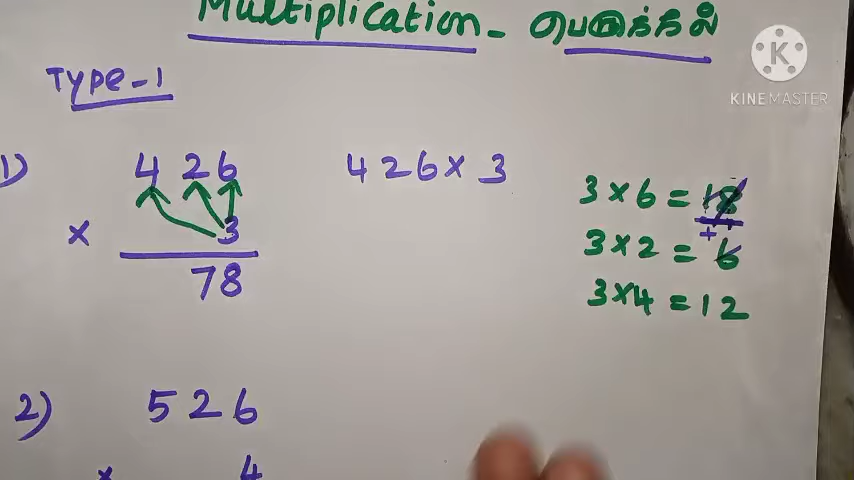 Multiplication - பெருக்கல்
K
KINEMASTER
Type-1
1) 426 426 x 3
x 3
78
3 x 6 = 18
+
3 x 2 = 6
3 x 4 = 12
2) 526
x 4